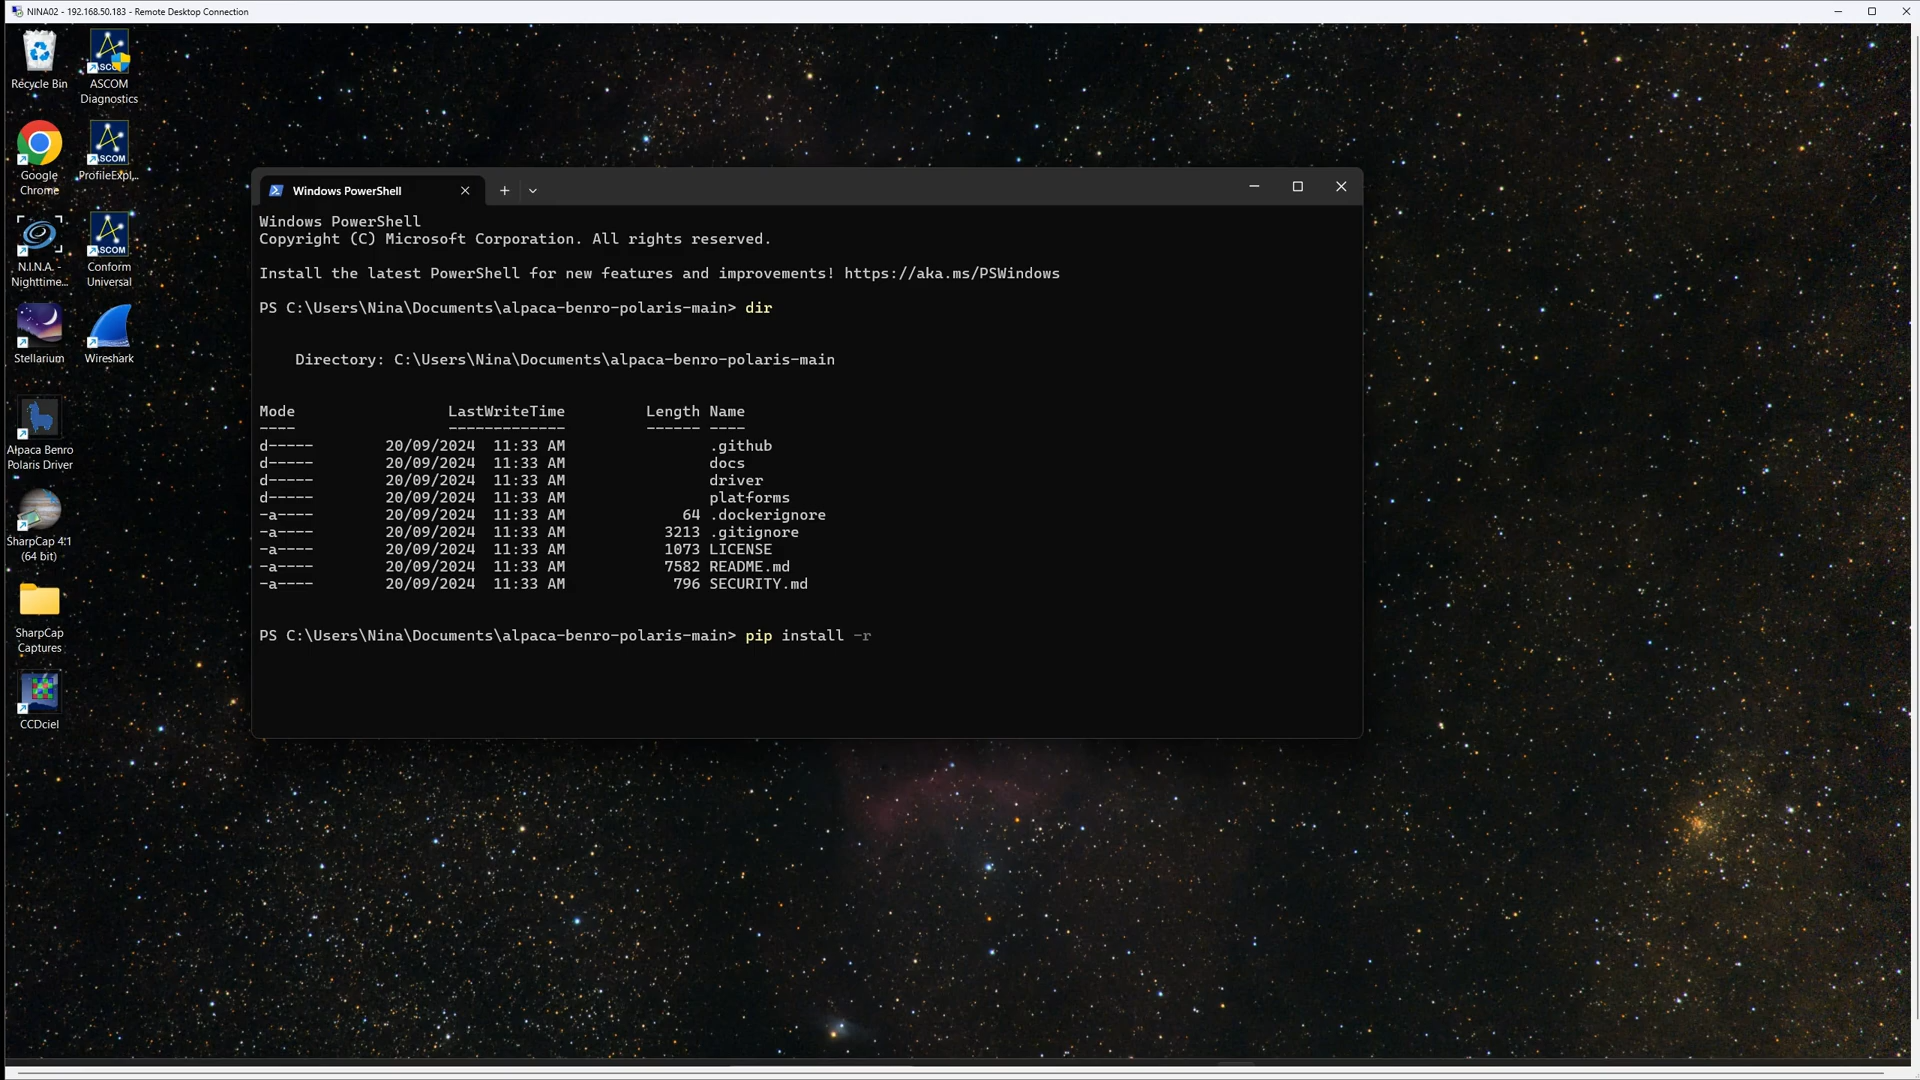 NINA02 - 192.168.50.183 - Remote Desktop Connection
Recycle Bin
ASCOM
Diagnostics
Google
Chrome
ASCOM
ProfileExpl...
N.I.N.A. -
Nighttime...
ASCOM
Conform
Universal
Stellarium
Wireshark
Alpaca Benro
Polaris Driver
SharpCap 4.1
(64 bit)
SharpCap
Captures
CCDciel
Windows PowerShell
Windows PowerShell
Copyright (C) Microsoft Corporation. All rights reserved.
Install the latest PowerShell for new features and improvements! https://aka.ms/PSWindows
PS C:\Users\Nina\Documents\alpaca-benro-polaris-main> dir
Directory: C:\Users\Nina\Documents\alpaca-benro-polaris-main
Mode                 LastWriteTime         Length Name
----                 -------------         ------ ----
d-----        20/09/2024  11:33 AM                .github
d-----        20/09/2024  11:33 AM                docs
d-----        20/09/2024  11:33 AM                driver
d-----        20/09/2024  11:33 AM                platforms
-a----        20/09/2024  11:33 AM             64 .dockerignore
-a----        20/09/2024  11:33 AM           3213 .gitignore
-a----        20/09/2024  11:33 AM           1073 LICENSE
-a----        20/09/2024  11:33 AM           7582 README.md
-a----        20/09/2024  11:33 AM            796 SECURITY.md
PS C:\Users\Nina\Documents\alpaca-benro-polaris-main> pip install -r